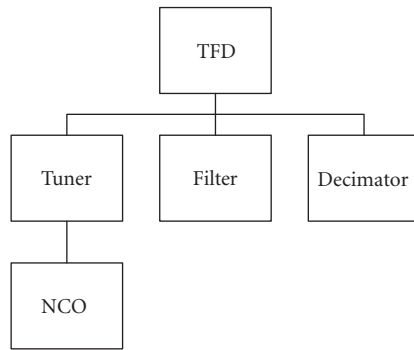 TFD
Tuner
Filter
Decimator
NCO